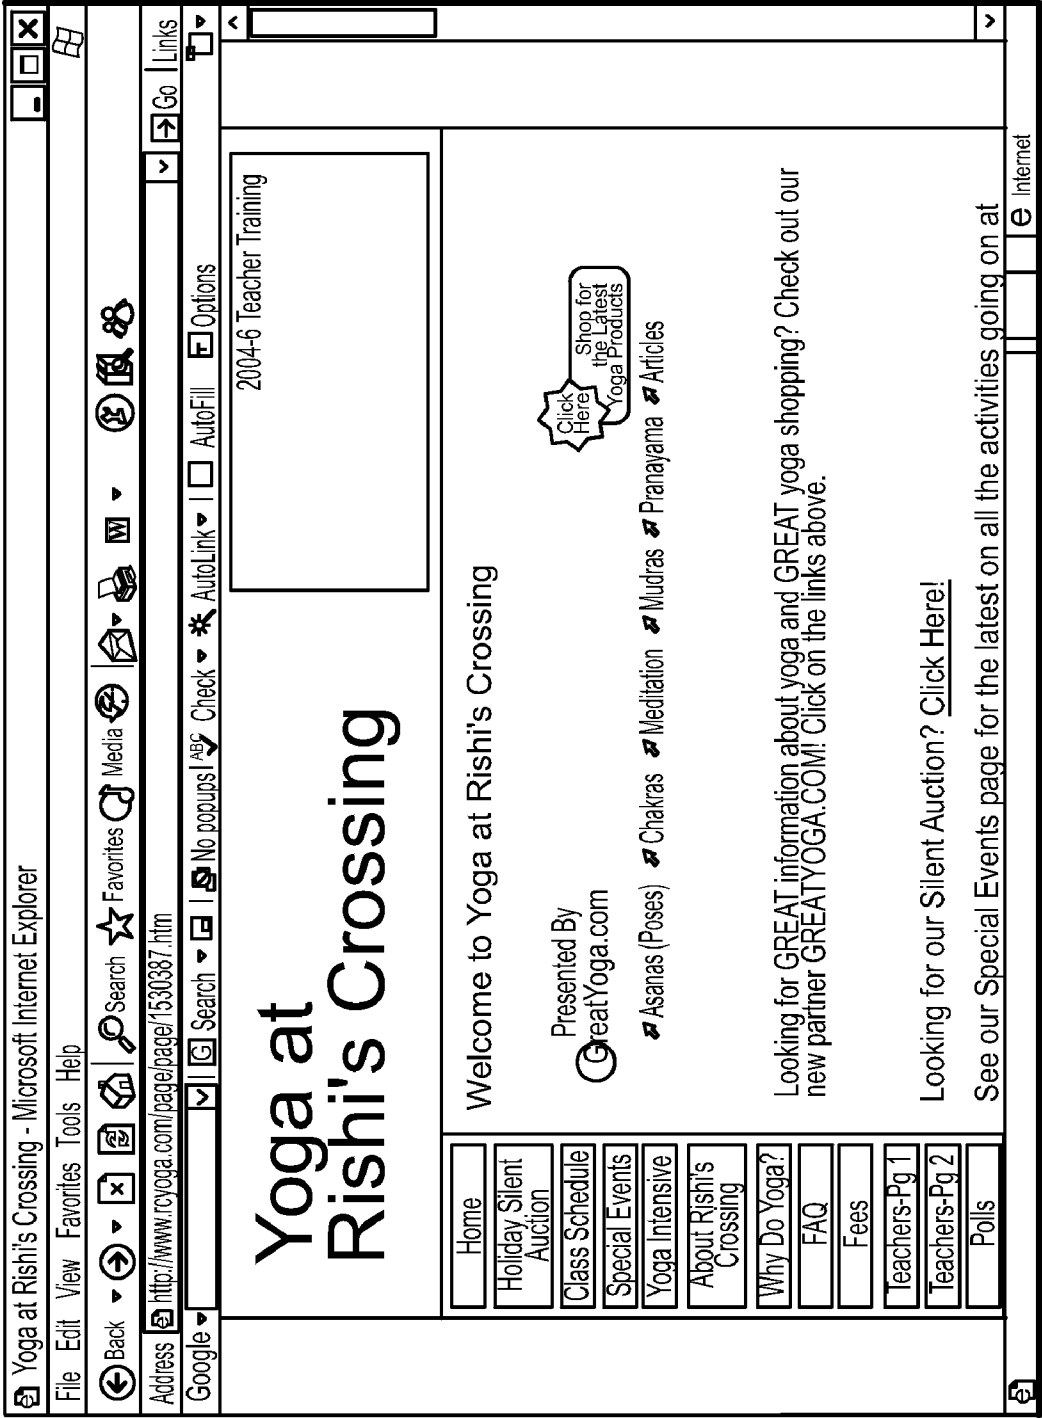 Yoga at Rishi's Crossing - Microsoft Internet Explorer
File Edit View Favorites Tools Help
Back Search Favorites Media W
Address http://www.rcyoga.com/page/page/1530387.htm Go Links
Google G Search No popups ABC Check AutoLink AutoFill Options
Yoga at
Rishi's Crossing
2004-6 Teacher Training
Home
Holiday Silent
Auction
Class Schedule
Special Events
Yoga Intensive
About Rishi's
Crossing
Why Do Yoga?
FAQ
Fees
Teachers-Pg 1
Teachers-Pg 2
Polls
Welcome to Yoga at Rishi's Crossing
Presented By
GreatYoga.com
Click
Here
Shop for
the Latest
Yoga Products
Asanas (Poses) Chakras Meditation Mudras Pranayama Articles
Looking for GREAT information about yoga and GREAT yoga shopping? Check out our
new partner GREATYOGA.COM! Click on the links above.
Looking for our Silent Auction? Click Here!
See our Special Events page for the latest on all the activities going on at
Internet